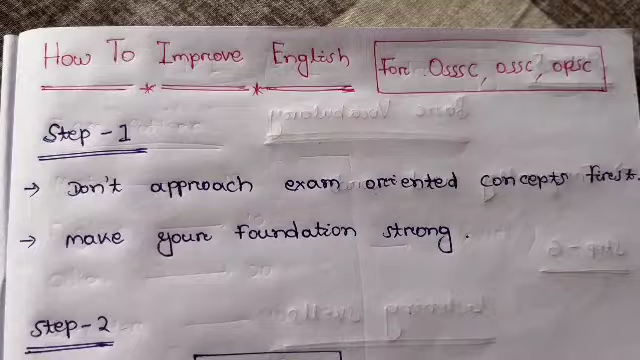 How To Improve English
For OSSSC, OSSC, OPSC
Step-1
→ Don't approach exam oriented concepts first.
→ make your foundation strong.
Step-2